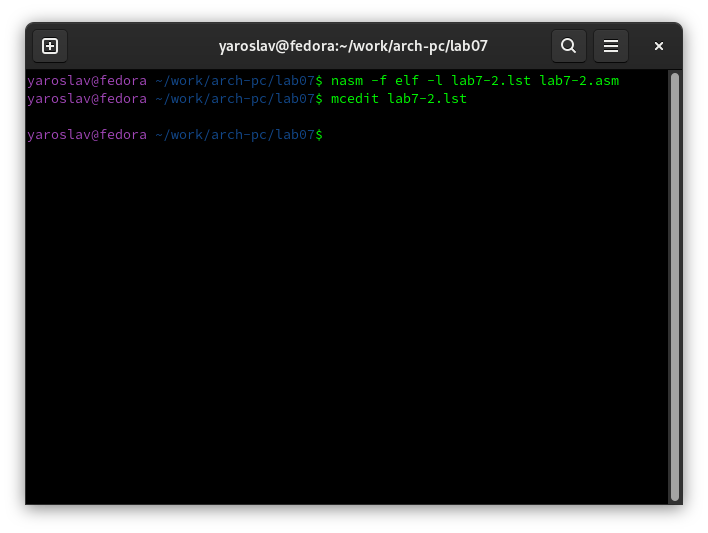 yaroslav@fedora:~/work/arch-pc/lab07
yaroslav@fedora ~/work/arch-pc/lab07$ nasm -f elf -l lab7-2.lst lab7-2.asm
yaroslav@fedora ~/work/arch-pc/lab07$ mcedit lab7-2.lst
yaroslav@fedora ~/work/arch-pc/lab07$